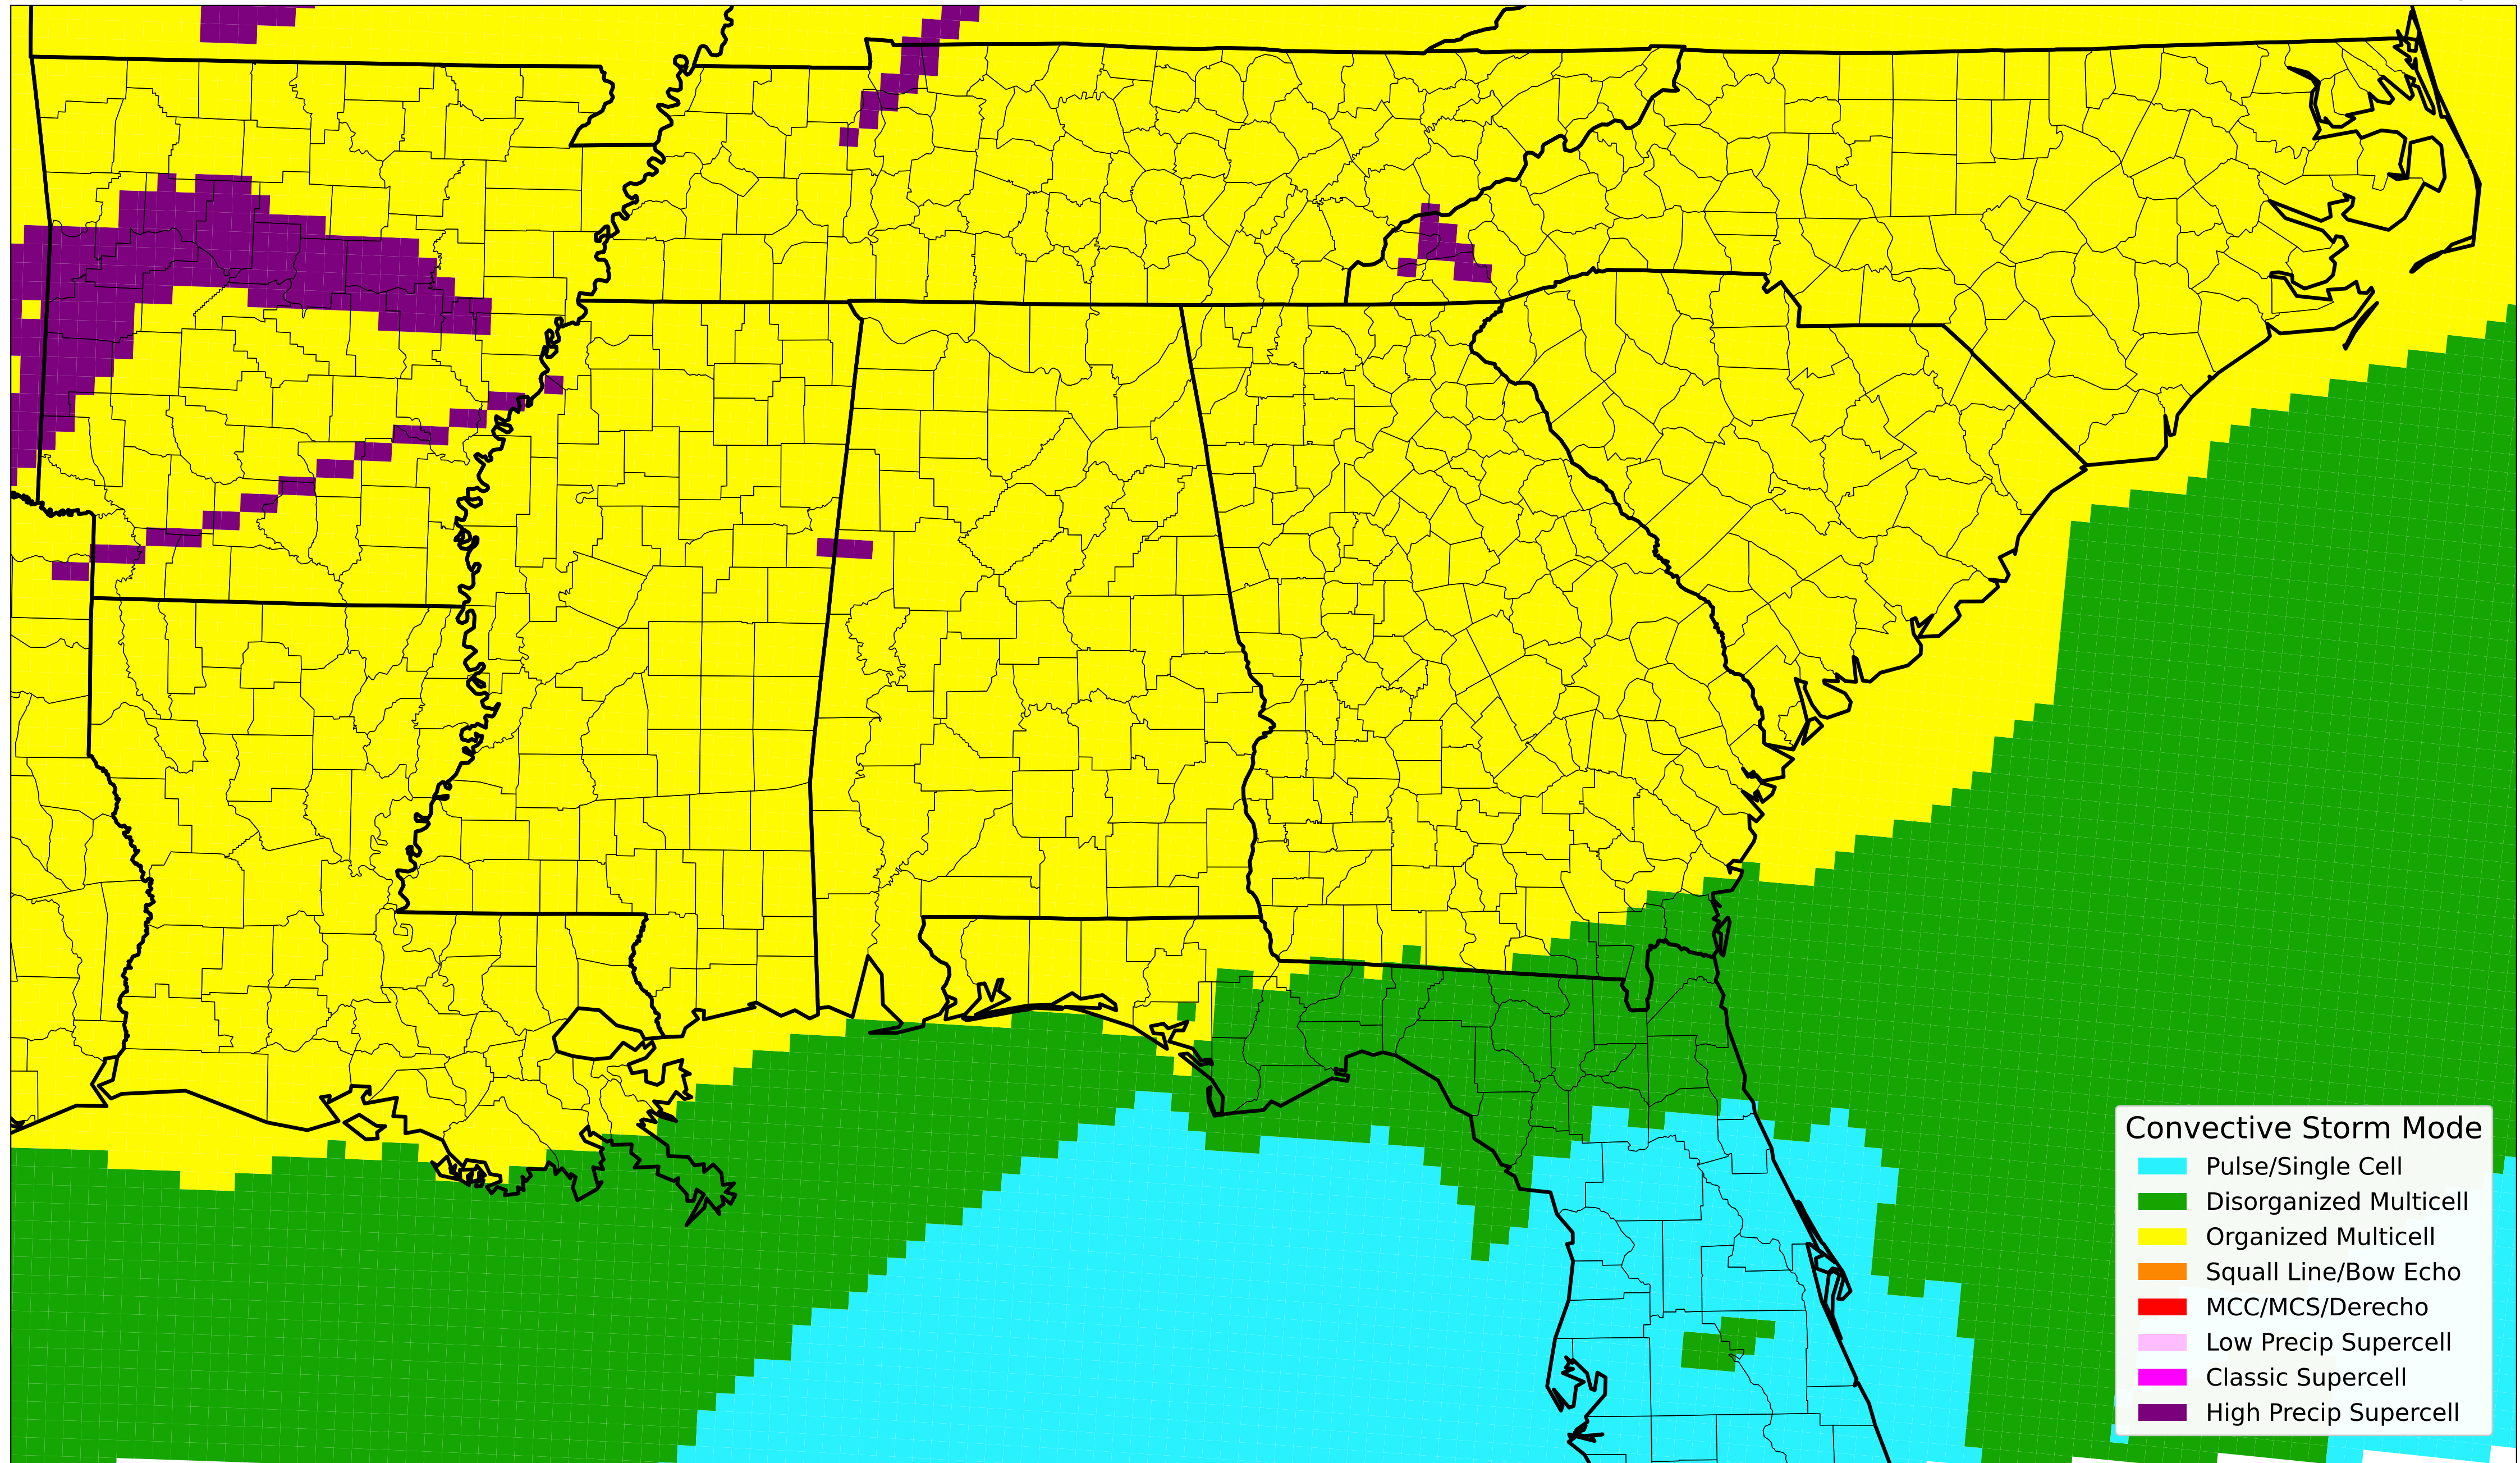 Convective Storm Mode
Pulse/Single Cell
Disorganized Multicell
Organized Multicell
Squall Line/Bow Echo
MCC/MCS/Derecho
Low Precip Supercell
Classic Supercell
High Precip Supercell